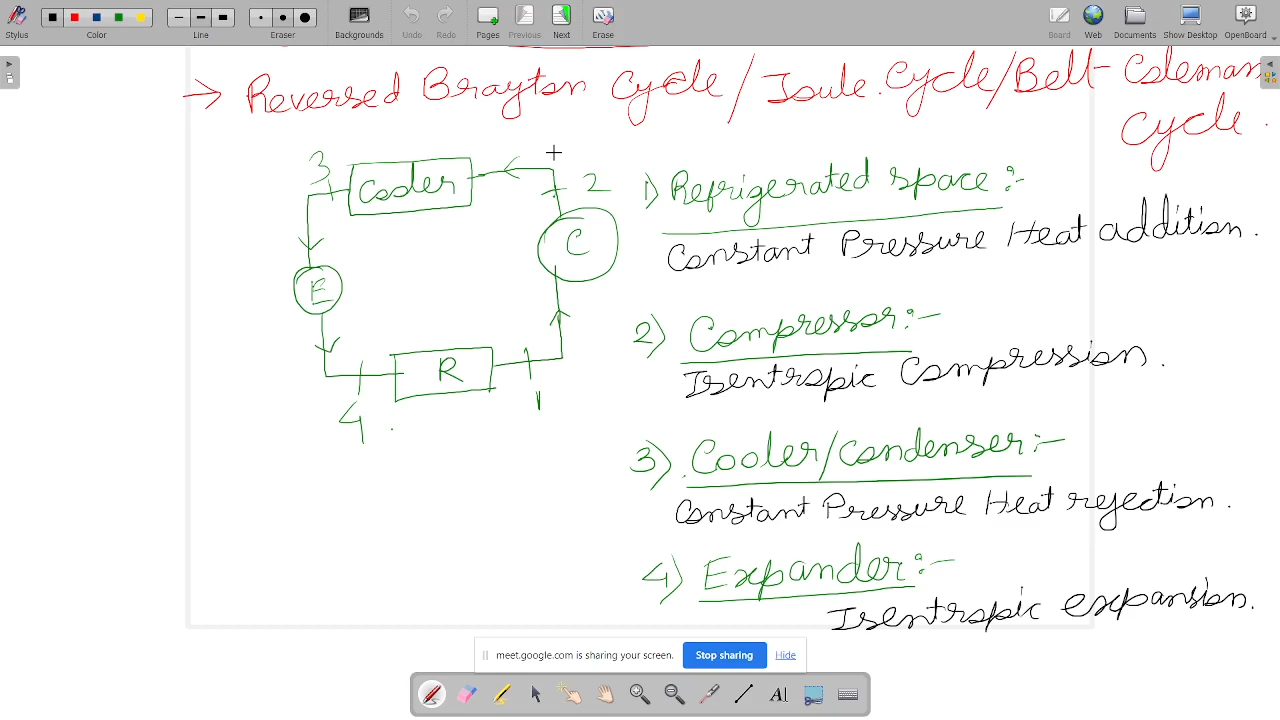 Stylus
Color
Line
Eraser
Backgrounds
Undo
Redo
Pages
Previous
Next
Erase
Board
Web
Documents
Show Desktop
OpenBoard
→ Reversed Brayton Cycle / Joule Cycle / Bell-Coleman
Cycle.
3
Cooler
2
C
E
R
4
1
1) Refrigerated space :-
Constant Pressure Heat addition.
2) Compressor :-
Isentropic Compression.
3) Cooler/Condenser :-
Constant Pressure Heat rejection.
4) Expander :-
Isentropic expansion.
meet.google.com is sharing your screen.
Stop sharing
Hide
AI